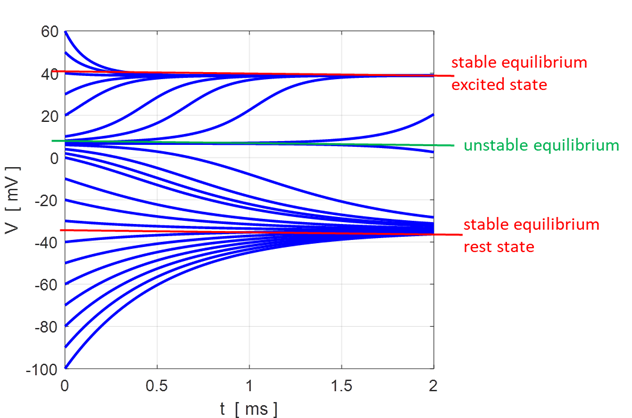 60
40
20
0
-20
-40
-60
-80
-100
V [ mV ]
0
0.5
1
1.5
2
t [ ms ]
stable equilibrium
excited state
unstable equilibrium
stable equilibrium
rest state